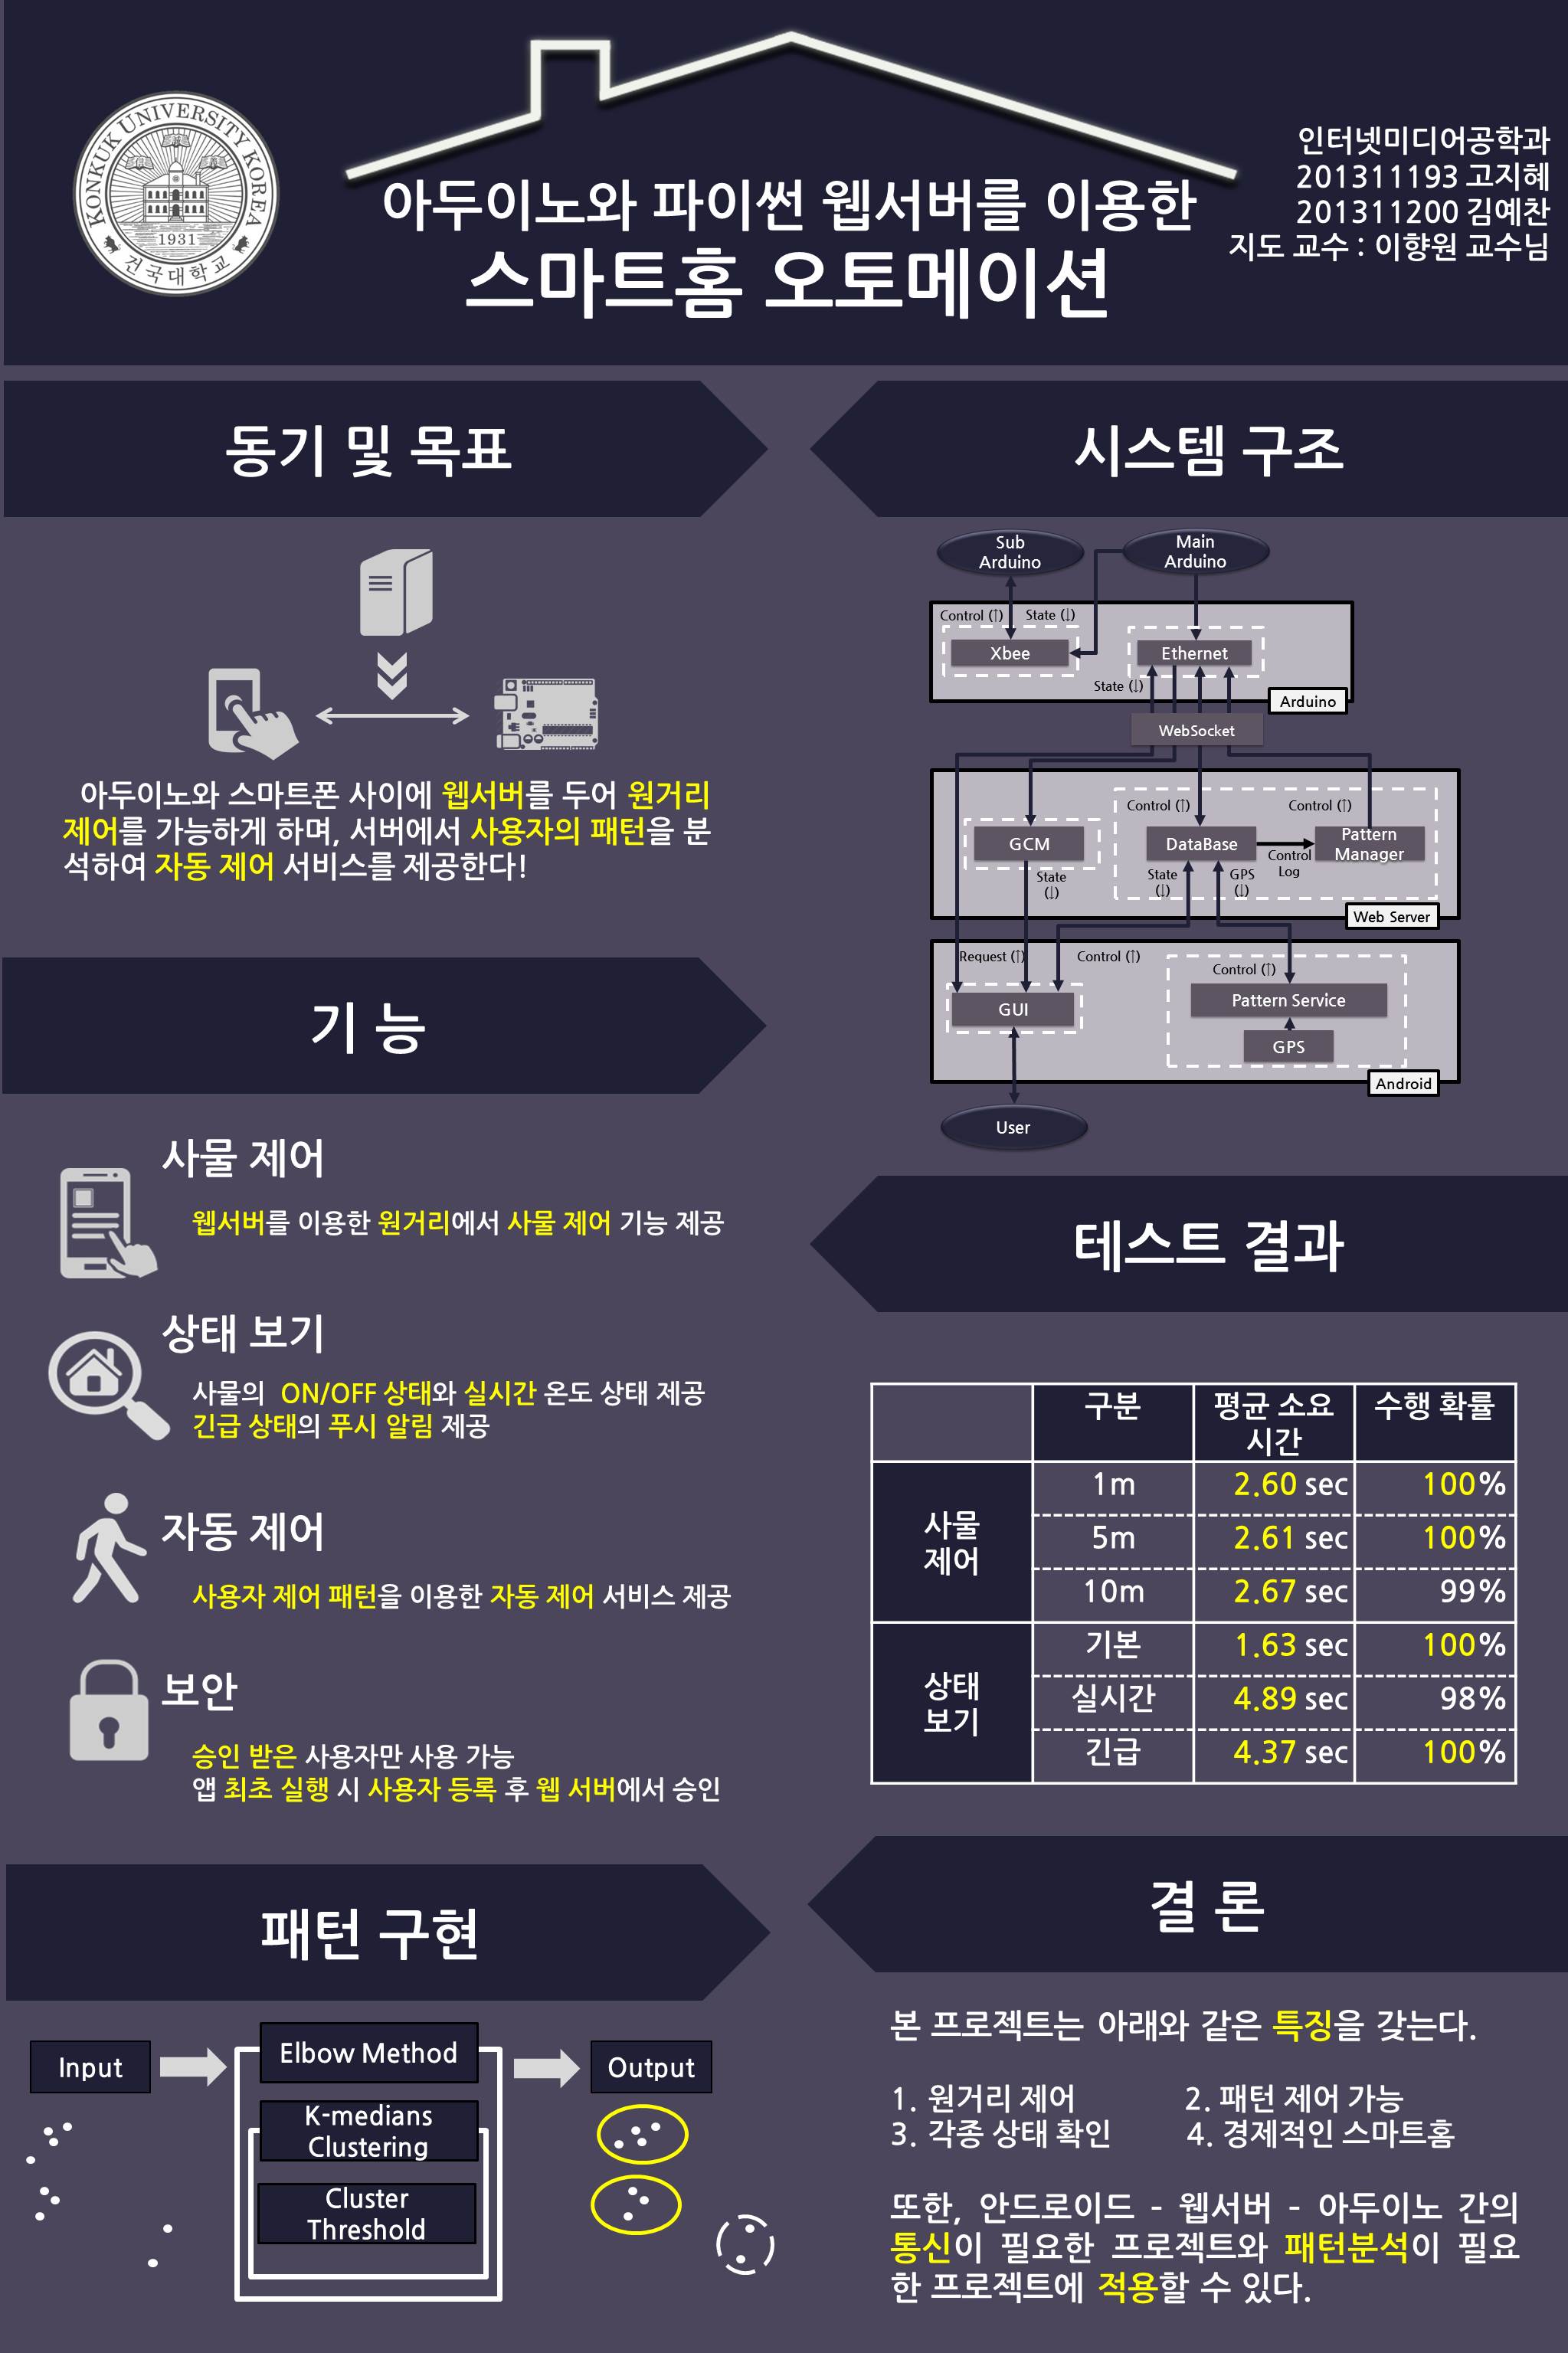 KONKUK UNIVERSITY KOREA
1931
건국대학교
아두이노와 파이썬 웹서버를 이용한
스마트홈 오토메이션
인터넷미디어공학과
201311193 고지혜
201311200 김예찬
지도 교수 : 이향원 교수님
동기 및 목표
아두이노와 스마트폰 사이에 웹서버를 두어 원거리
제어를 가능하게 하며, 서버에서 사용자의 패턴을 분
석하여 자동 제어 서비스를 제공한다!
기 능
사물 제어
웹서버를 이용한 원거리에서 사물 제어 기능 제공
상태 보기
사물의 ON/OFF 상태와 실시간 온도 상태 제공
긴급 상태의 푸시 알림 제공
자동 제어
사용자 제어 패턴을 이용한 자동 제어 서비스 제공
보안
승인 받은 사용자만 사용 가능
앱 최초 실행 시 사용자 등록 후 웹 서버에서 승인
패턴 구현
Input
Elbow Method
K-medians
Clustering
Cluster
Threshold
Output
시스템 구조
Sub
Arduino
Main
Arduino
Control (↑) State (↓)
Xbee
Ethernet
State (↓)
Arduino
WebSocket
Control (↑)
Control (↑)
GCM
DataBase
Pattern
Manager
Control
Log
State
(↓)
State
(↓)
GPS
(↓)
Web Server
Request (↑)
Control (↑)
Control (↑)
GUI
Pattern Service
GPS
Android
User
테스트 결과
구분 평균 소요
시간 수행 확률
사물
제어
1m 2.60 sec 100%
5m 2.61 sec 100%
10m 2.67 sec 99%
상태
보기
기본 1.63 sec 100%
실시간 4.89 sec 98%
긴급 4.37 sec 100%
결 론
본 프로젝트는 아래와 같은 특징을 갖는다.
1. 원거리 제어 2. 패턴 제어 가능
3. 각종 상태 확인 4. 경제적인 스마트홈
또한, 안드로이드 - 웹서버 - 아두이노 간의
통신이 필요한 프로젝트와 패턴분석이 필요
한 프로젝트에 적용할 수 있다.